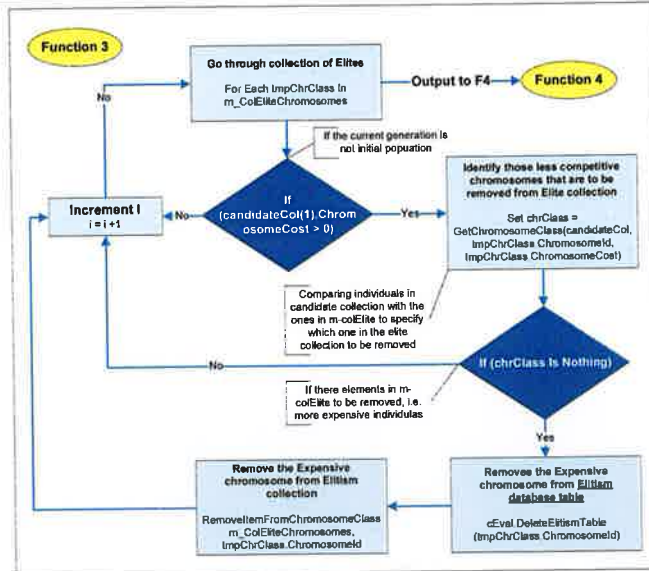 Function 3
Go through collection of Elites
For Each ImpChrClass In
m_ColEliteChromosomes
Output to F4
Function 4
No
If the current generation is
not initial popuation
Increment I
i = i +1
No
If
(candidateCol(1).Chrom
osomeCost > 0)
Yes
Identify those less competitive
chromosomes that are to be
removed from Elite collection
Set chrClass =
GetChromosomeClass(candidateCol,
ImpChrClass.ChromosomeId,
ImpChrClass.ChromosomeCost)
Comparing individuals in
candidate collection with the
ones in m-colElite to specify
which one in the elite
collection to be removed
No
If (chrClass Is Nothing)
If there elements in m-
colElite to be removed, i.e.
more expensive individulas
Yes
Remove the Expensive
chromosome from Elitism
collection
RemoveItemFromChromosomeClass
m_ColEliteChromosomes,
ImpChrClass.ChromosomeId
Removes the Expensive
chromosome from Elitism
database table
cEval.DeleteElitismTable
(ImpChrClass.ChromosomeId)